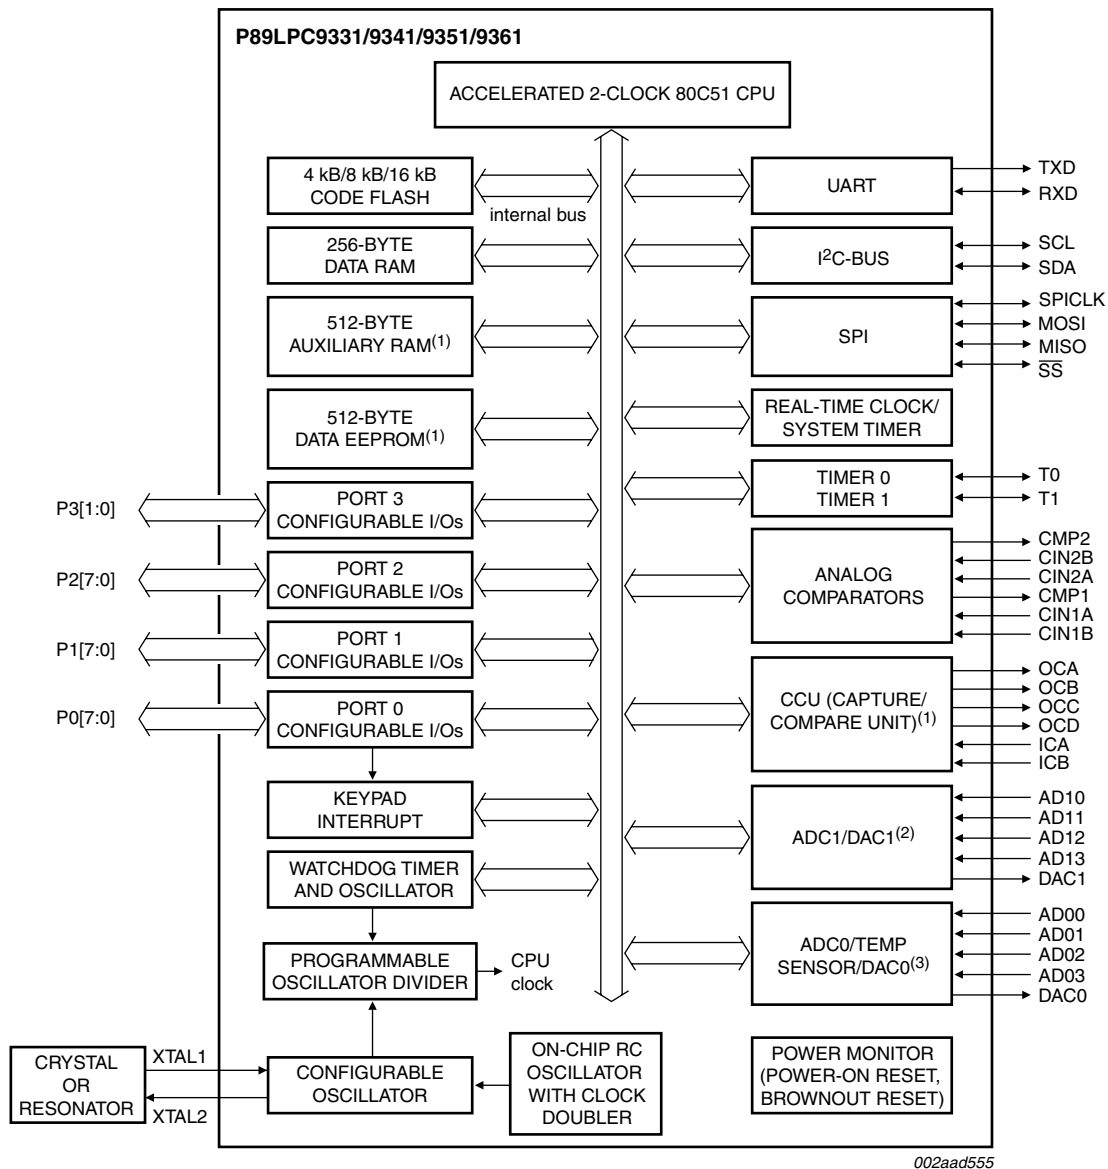 P89LPC9331/9341/9351/9361
ACCELERATED 2-CLOCK 80C51 CPU
4 kB/8 kB/16 kB
CODE FLASH
internal bus
256-BYTE
DATA RAM
512-BYTE
AUXILIARY RAM(1)
512-BYTE
DATA EEPROM(1)
P3[1:0]
PORT 3
CONFIGURABLE I/Os
P2[7:0]
PORT 2
CONFIGURABLE I/Os
P1[7:0]
PORT 1
CONFIGURABLE I/Os
P0[7:0]
PORT 0
CONFIGURABLE I/Os
KEYPAD
INTERRUPT
WATCHDOG TIMER
AND OSCILLATOR
PROGRAMMABLE
OSCILLATOR DIVIDER
CPU
clock
CRYSTAL
OR
RESONATOR
XTAL1
XTAL2
CONFIGURABLE
OSCILLATOR
ON-CHIP RC
OSCILLATOR
WITH CLOCK
DOUBLER
UART
TXD
RXD
I2C-BUS
SCL
SDA
SPI
SPICLK
MOSI
MISO
SS
REAL-TIME CLOCK/
SYSTEM TIMER
TIMER 0
TIMER 1
T0
T1
ANALOG
COMPARATORS
CMP2
CIN2B
CIN2A
CMP1
CIN1A
CIN1B
CCU (CAPTURE/
COMPARE UNIT)(1)
OCA
OCB
OCC
OCD
ICA
ICB
ADC1/DAC1(2)
AD10
AD11
AD12
AD13
DAC1
ADC0/TEMP
SENSOR/DAC0(3)
AD00
AD01
AD02
AD03
DAC0
POWER MONITOR
(POWER-ON RESET,
BROWNOUT RESET)
002aad555